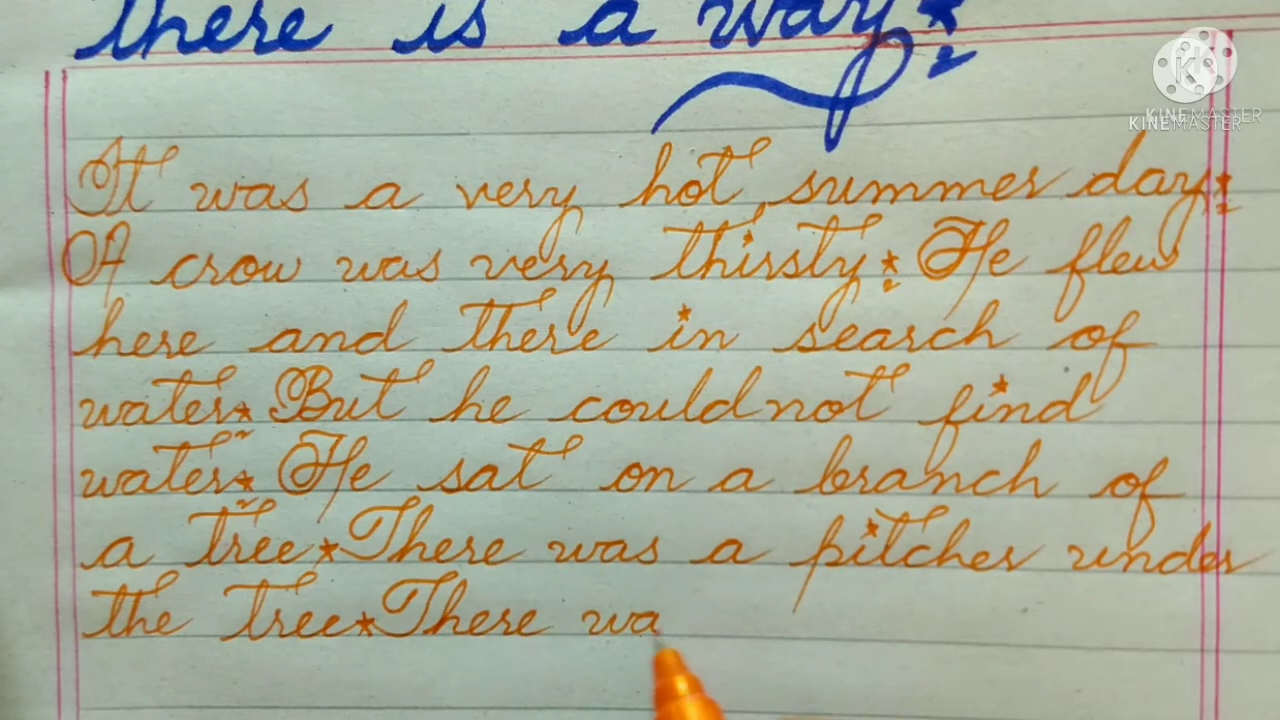 there is a way.
KINEMASTER
KINEMASTER
It was a very hot summer day.
A crow was very thirsty. He flew
here and there in search of
water. But he could not find
water. He sat on a branch of
a tree. There was a pitcher under
the tree. There wa